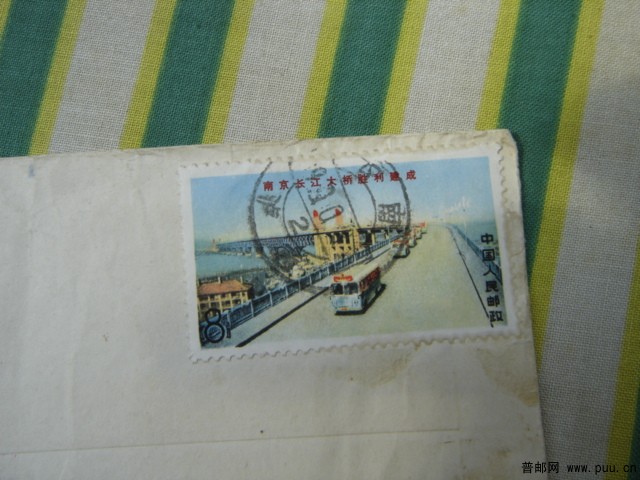 南京长江大桥胜利建成
中国人民邮政
8
南
普邮网 www.puu.cn